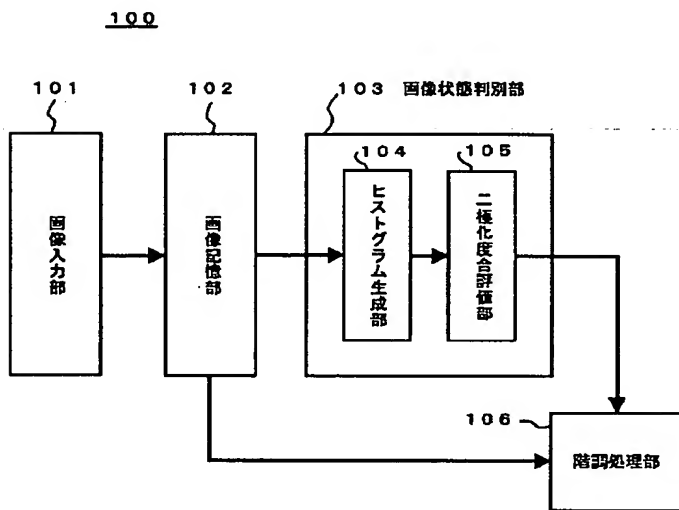 100
101
102
103 画像状態判別部
104
105
画像入力部
画像記憶部
ヒストグラム生成部
二極化度合評価部
106
階調処理部